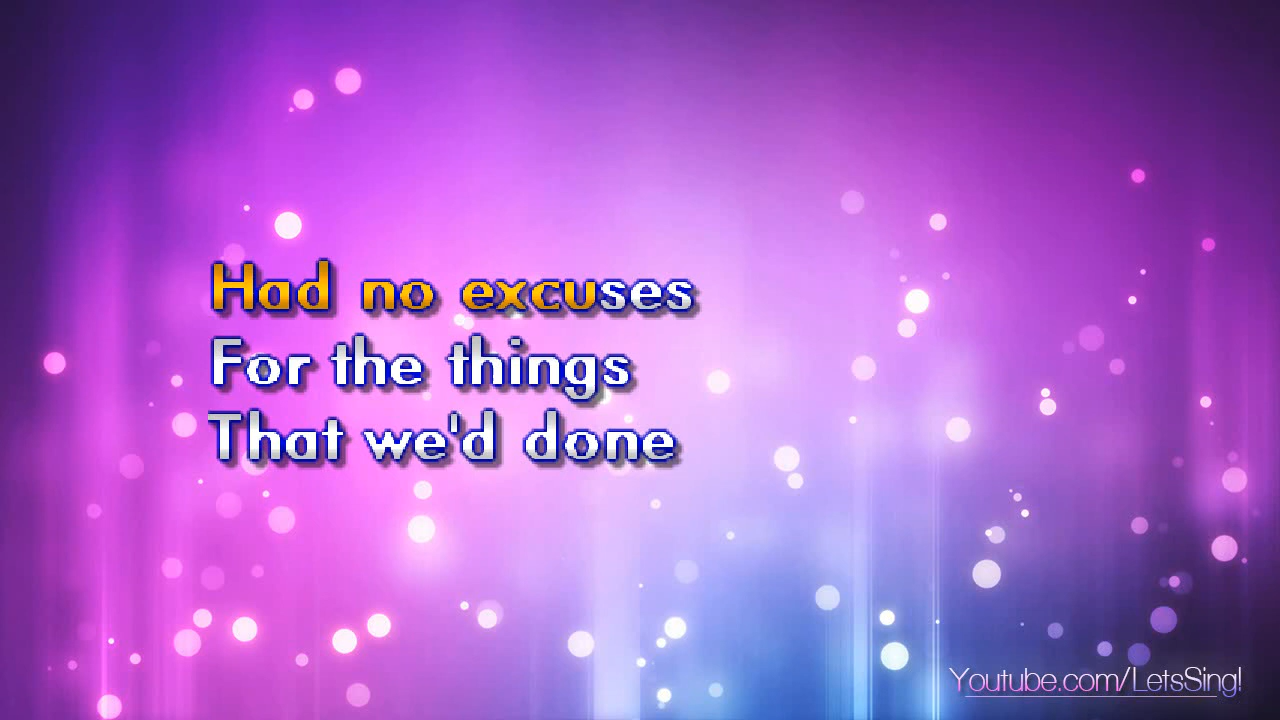 Had no excuses
For the things
That we'd done
Youtube.com/LetsSing!